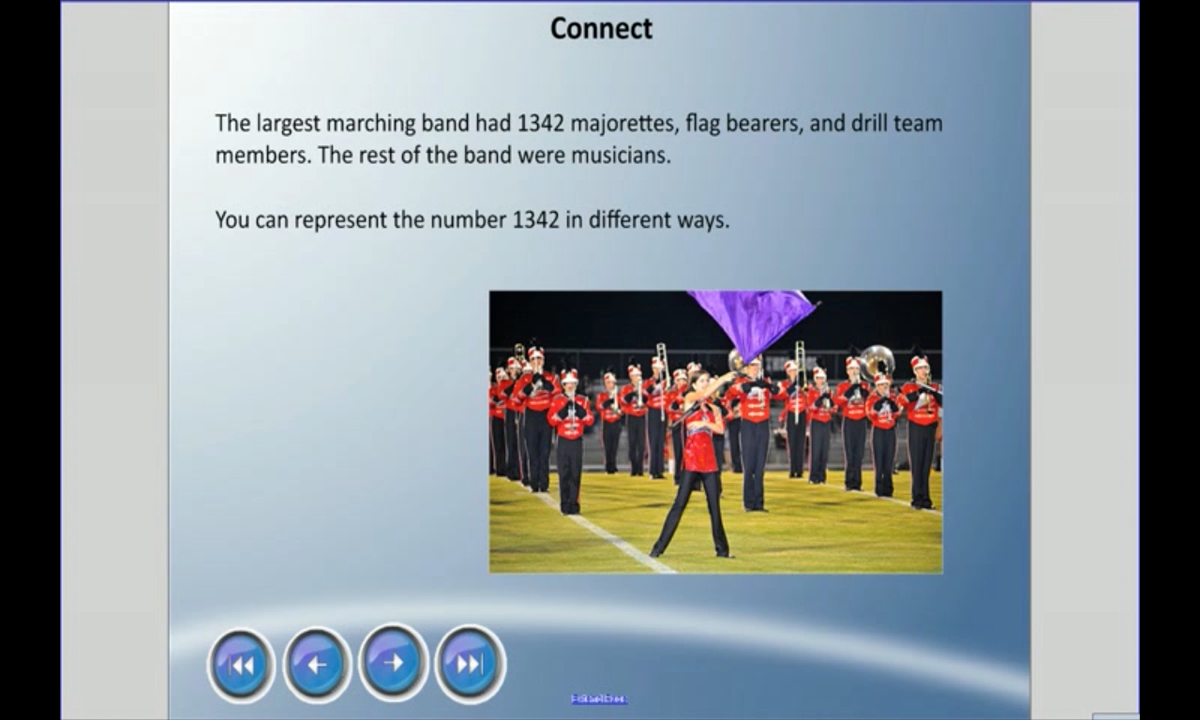 Connect
The largest marching band had 1342 majorettes, flag bearers, and drill team
members. The rest of the band were musicians.
You can represent the number 1342 in different ways.